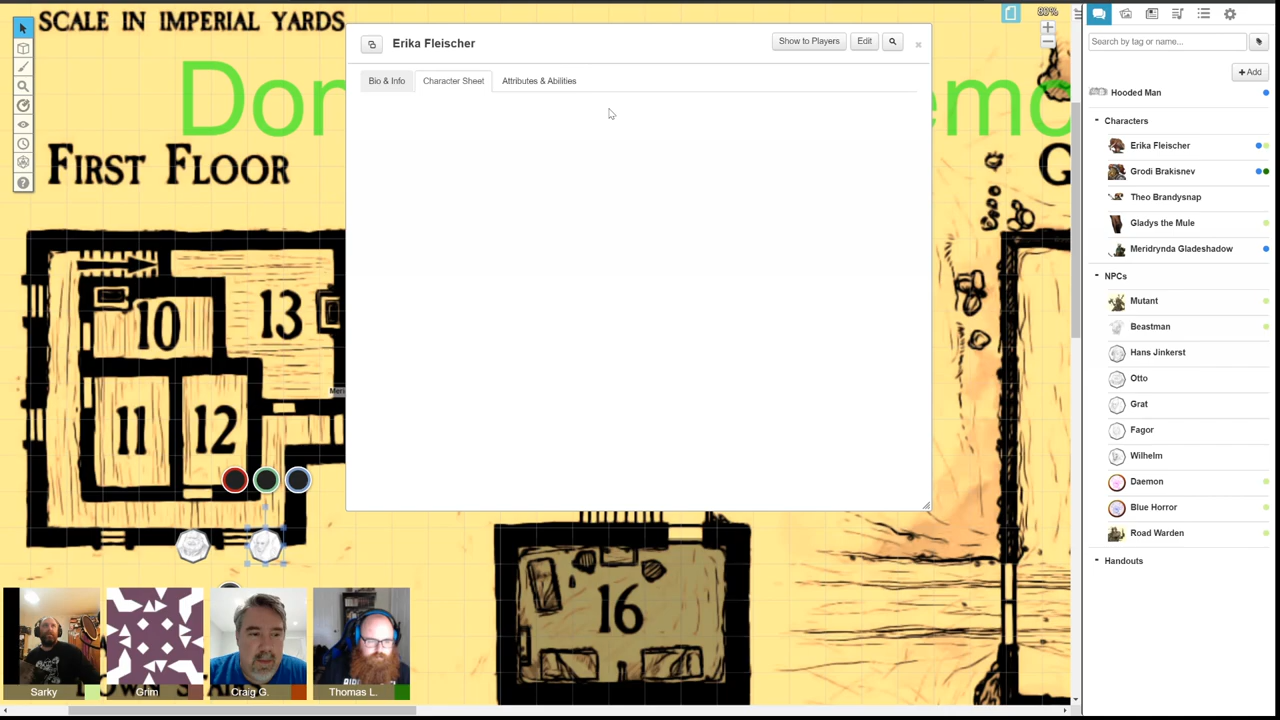 SCALE IN IMPERIAL YARDS
Don
emo
FIRST FLOOR
G
10
13
11
12
16
Erika Fleischer
Show to Players
Edit
Bio & Info
Character Sheet
Attributes & Abilities
Sarky
Grim
Craig G.
Thomas L.
Search by tag or name...
+ Add
Hooded Man
Characters
Erika Fleischer
Grodi Brakisnev
Theo Brandysnap
Gladys the Mule
Meridrynda Gladeshadow
NPCs
Mutant
Beastman
Hans Jinkerst
Otto
Grat
Fagor
Wilhelm
Daemon
Blue Horror
Road Warden
Handouts